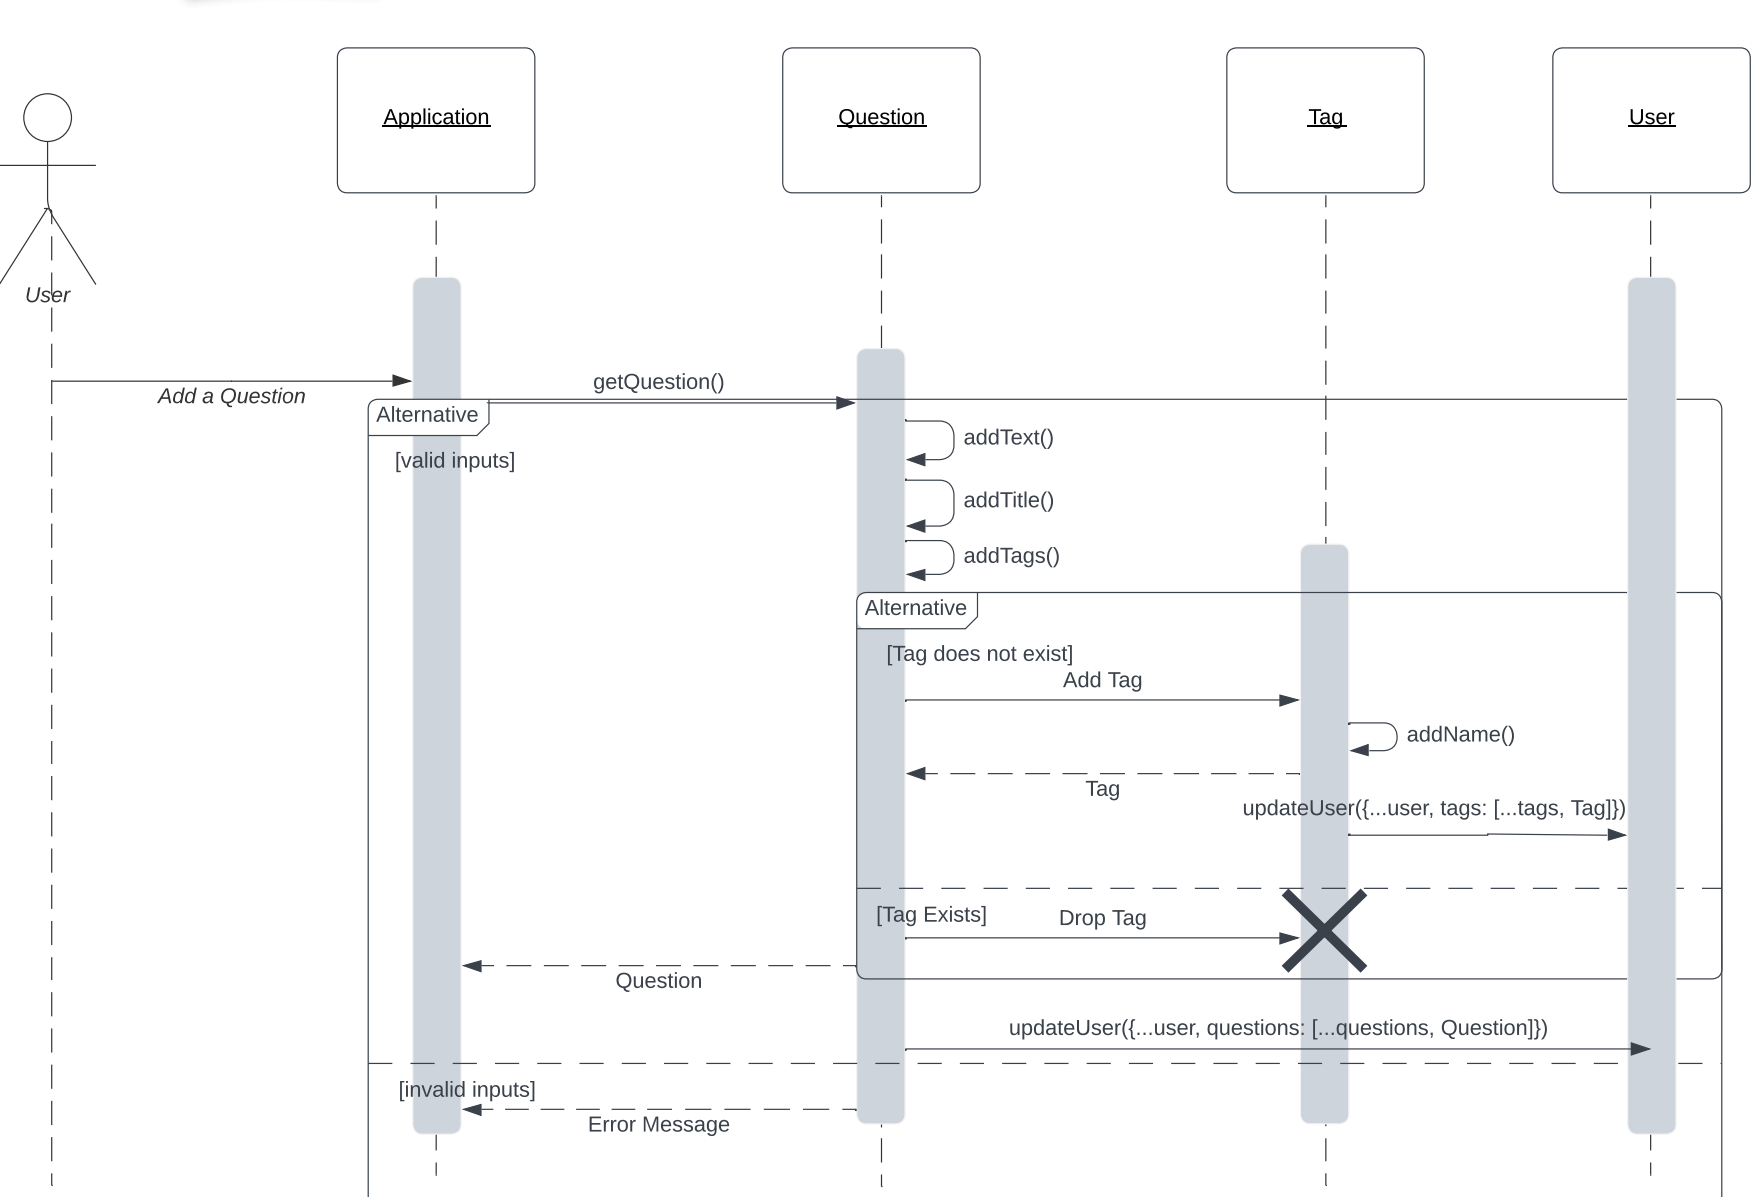 Application
Question
Tag
User
User
Add a Question
getQuestion()
Alternative
[valid inputs]
addText()
addTitle()
addTags()
Alternative
[Tag does not exist]
Add Tag
addName()
Tag
updateUser({...user, tags: [...tags, Tag]})
[Tag Exists]
Drop Tag
Question
updateUser({...user, questions: [...questions, Question]})
[invalid inputs]
Error Message